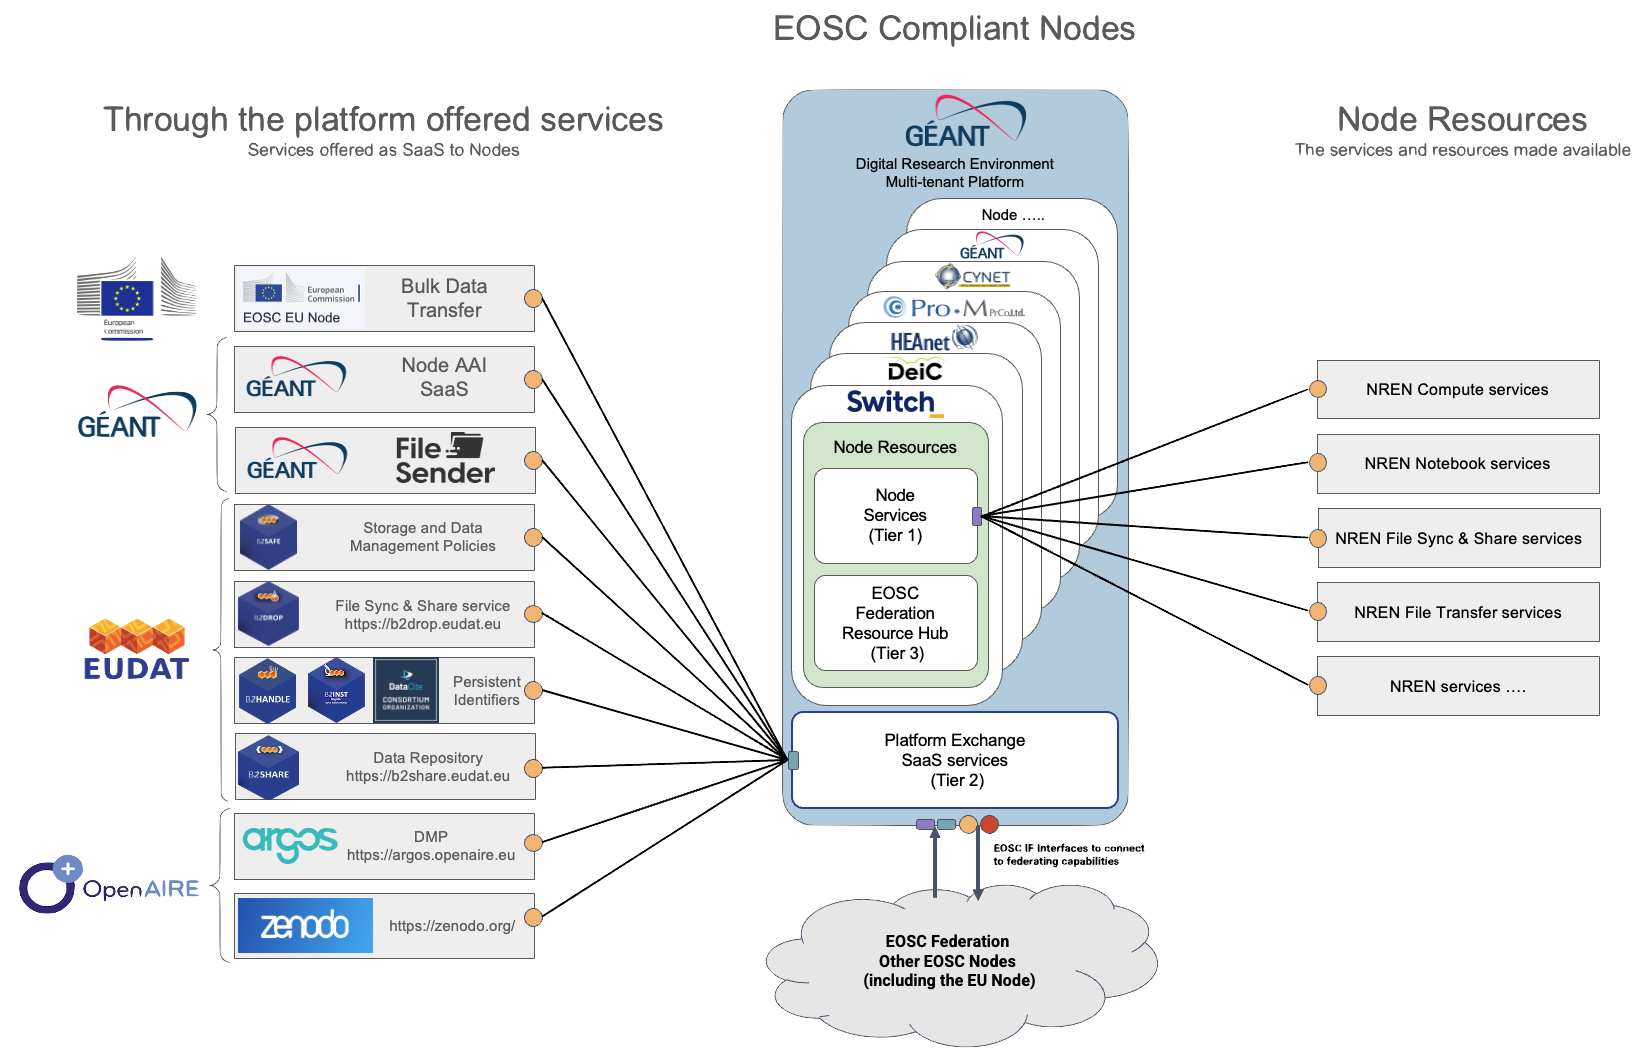 EOSC Compliant Nodes
Through the platform offered services
Services offered as SaaS to Nodes
European
Commission
GÉANT
EUDAT
OpenAIRE
European
Commission
EOSC EU Node
Bulk Data
Transfer
GÉANT
Node AAI
SaaS
GÉANT
File
Sender
B2SAFE
Storage and Data
Management Policies
B2DROP
File Sync & Share service
https://b2drop.eudat.eu
B2HANDLE
B2INST
DataCite
CONSORTIUM
ORGANIZATION
Persistent
Identifiers
B2SHARE
Data Repository
https://b2share.eudat.eu
argos
DMP
https://argos.openaire.eu
zenodo
https://zenodo.org/
GÉANT
Digital Research Environment
Multi-tenant Platform
Node .....
GÉANT
CYNET
Pro•M PrCo.Ltd.
HEAnet
DeiC
Switch
Node Resources
Node
Services
(Tier 1)
EOSC
Federation
Resource Hub
(Tier 3)
Platform Exchange
SaaS services
(Tier 2)
EOSC IF Interfaces to connect
to federating capabilities
EOSC Federation
Other EOSC Nodes
(including the EU Node)
Node Resources
The services and resources made available
NREN Compute services
NREN Notebook services
NREN File Sync & Share services
NREN File Transfer services
NREN services ....